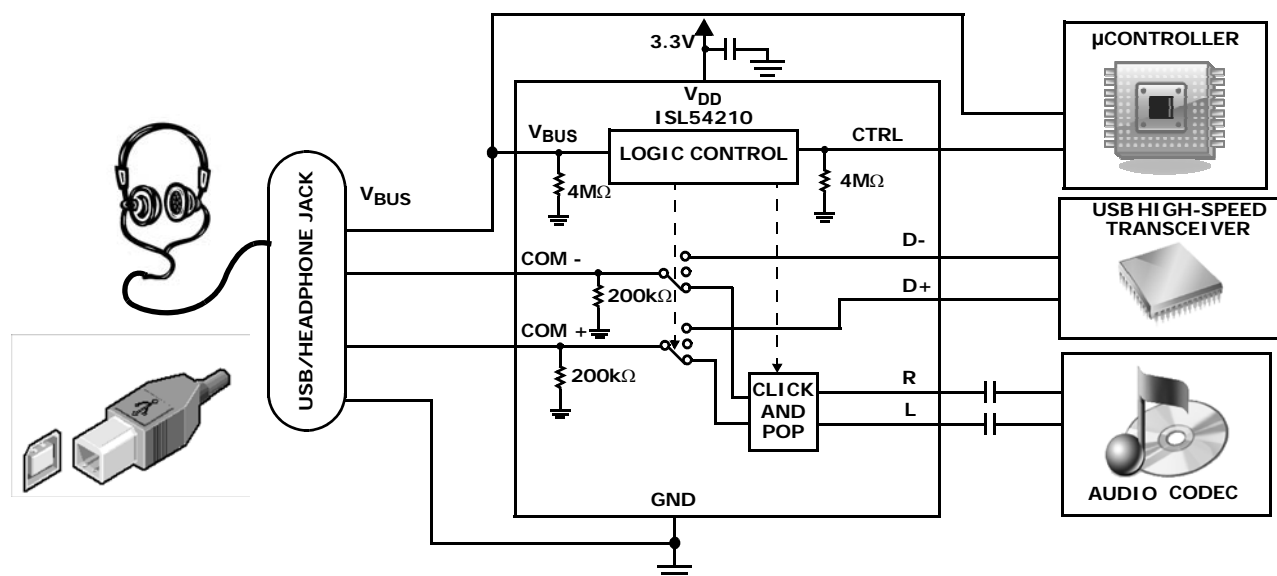 3.3V
µCONTROLLER
VDD
ISL54210
VBUS
LOGIC CONTROL
CTRL
4MΩ
4MΩ
VBUS
USB/HEADPHONE JACK
USB HIGH-SPEED
TRANSCEIVER
D-
COM -
200kΩ
D+
COM +
200kΩ
CLICK
AND
POP
R
L
AUDIO CODEC
GND